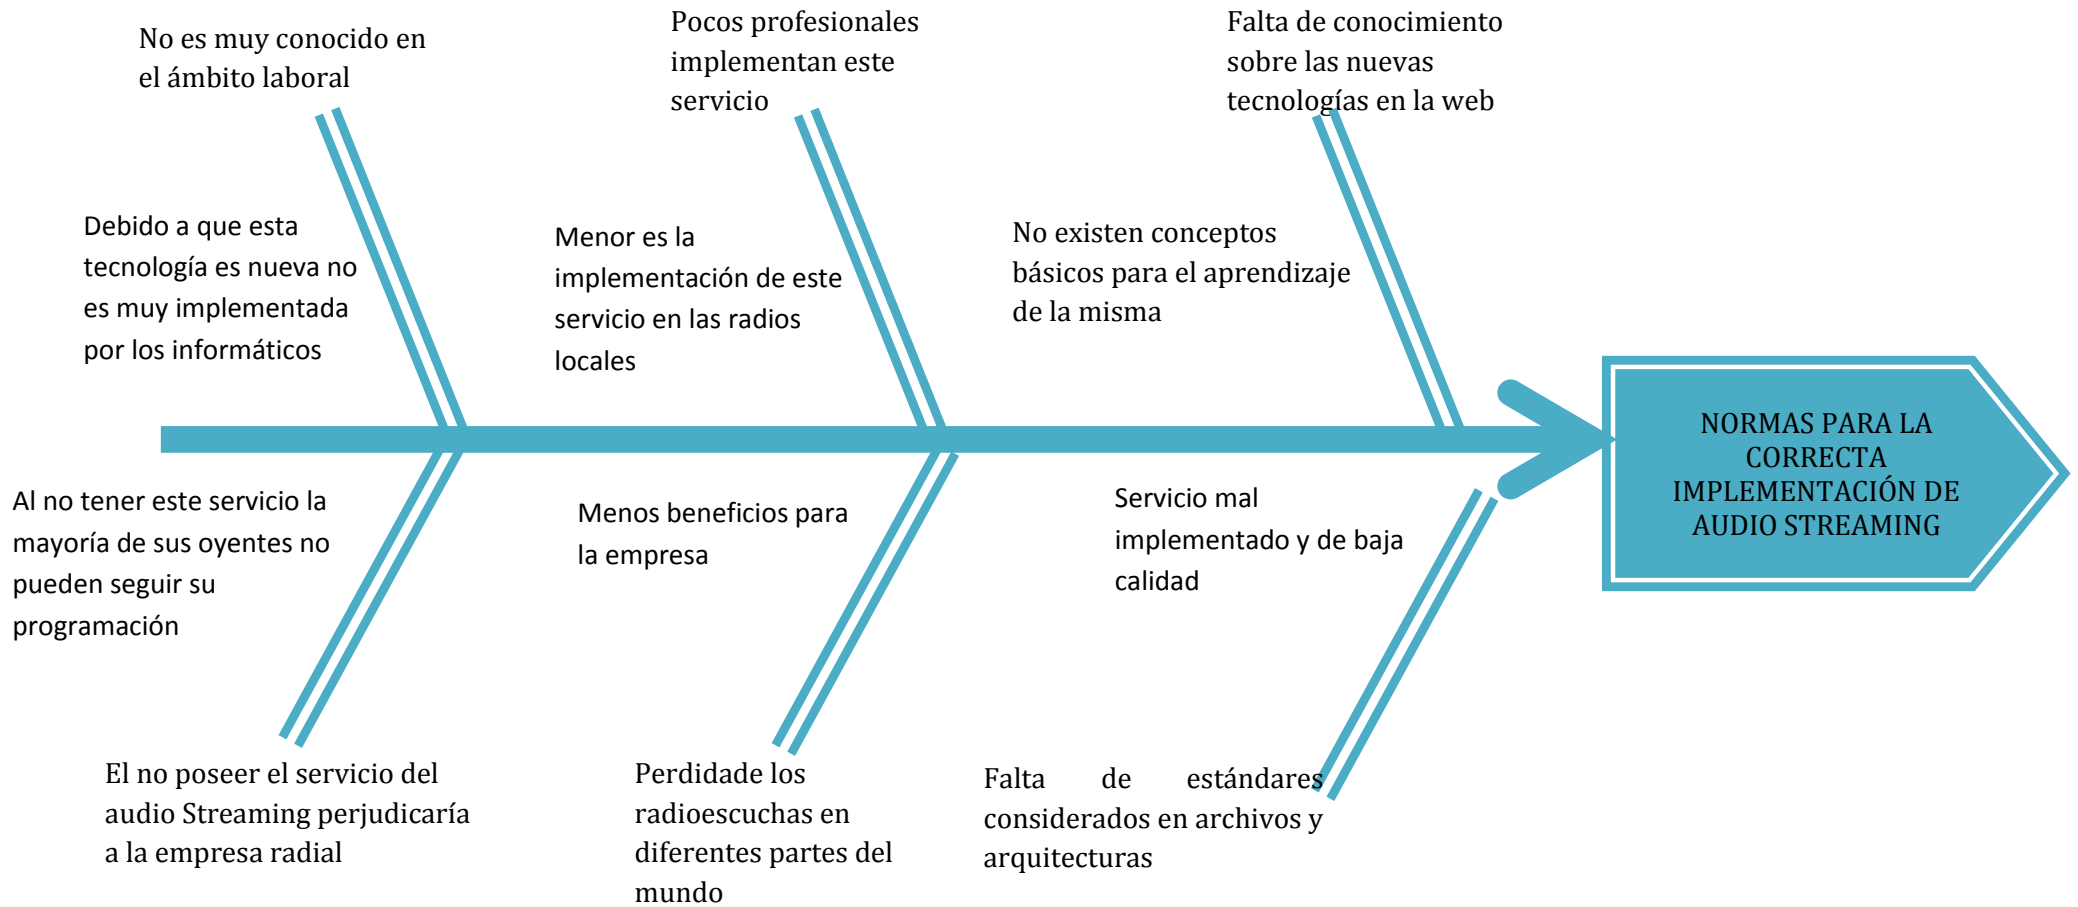 No es muy conocido en
el ámbito laboral
Pocos profesionales
implementan este
servicio
Falta de conocimiento
sobre las nuevas
tecnologías en la web
Debido a que esta
tecnología es nueva no
es muy implementada
por los informáticos
Menor es la
implementación de este
servicio en las radios
locales
No existen conceptos
básicos para el aprendizaje
de la misma
NORMAS PARA LA
CORRECTA
IMPLEMENTACIÓN DE
AUDIO STREAMING
Al no tener este servicio la
mayoría de sus oyentes no
pueden seguir su
programación
Menos beneficios para
la empresa
Servicio mal
implementado y de baja
calidad
El no poseer el servicio del
audio Streaming perjudicaría
a la empresa radial
Perdidade los
radioescuchas en
diferentes partes del
mundo
Falta de estándares
considerados en archivos y
arquitecturas